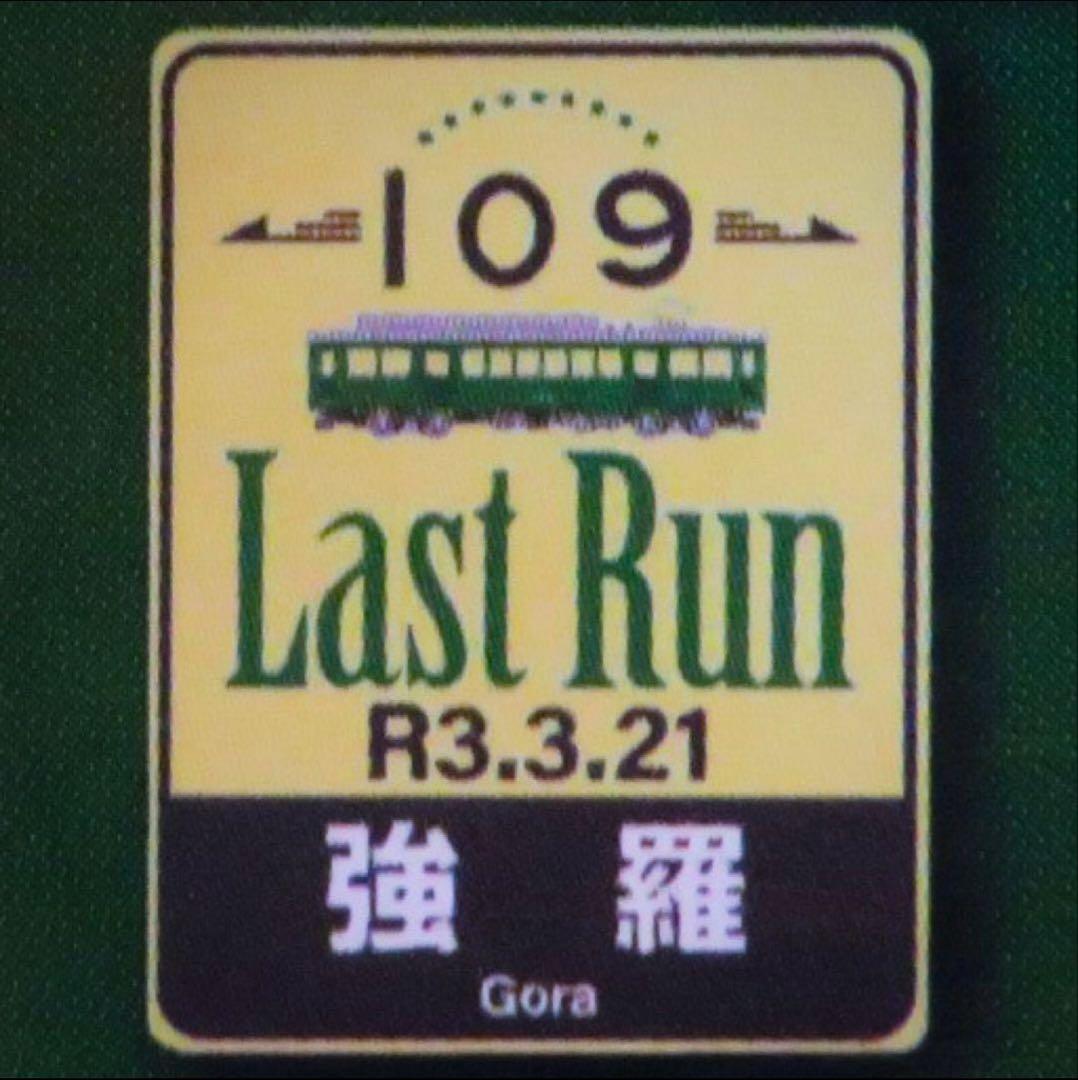 109
Last Run
R3.3.21
強羅
Gora